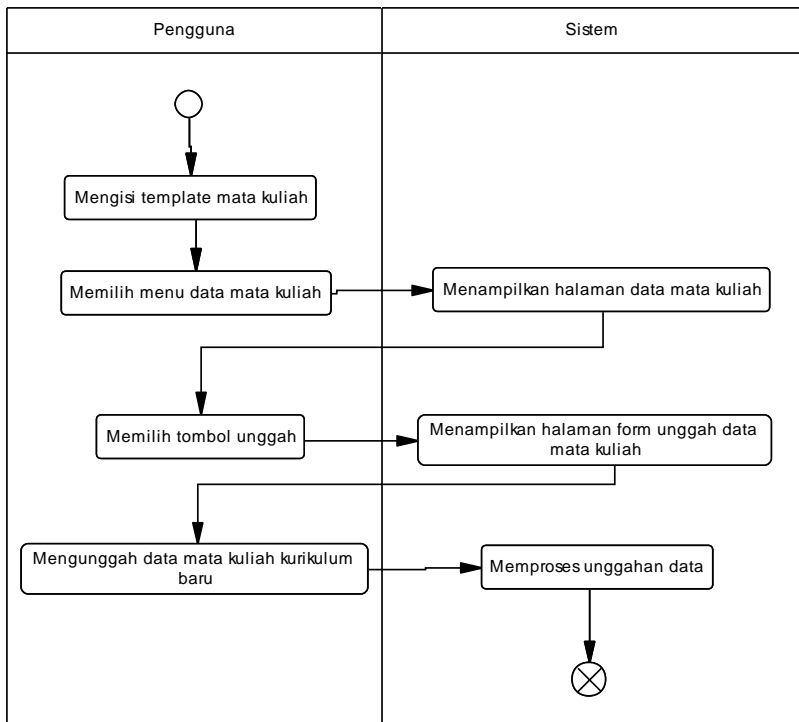 Pengguna
Sistem
Mengisi template mata kuliah
Memilih menu data mata kuliah
Menampilkan halaman data mata kuliah
Memilih tombol unggah
Menampilkan halaman form unggah data
mata kuliah
Mengunggah data mata kuliah kurikulum
baru
Memproses unggahan data